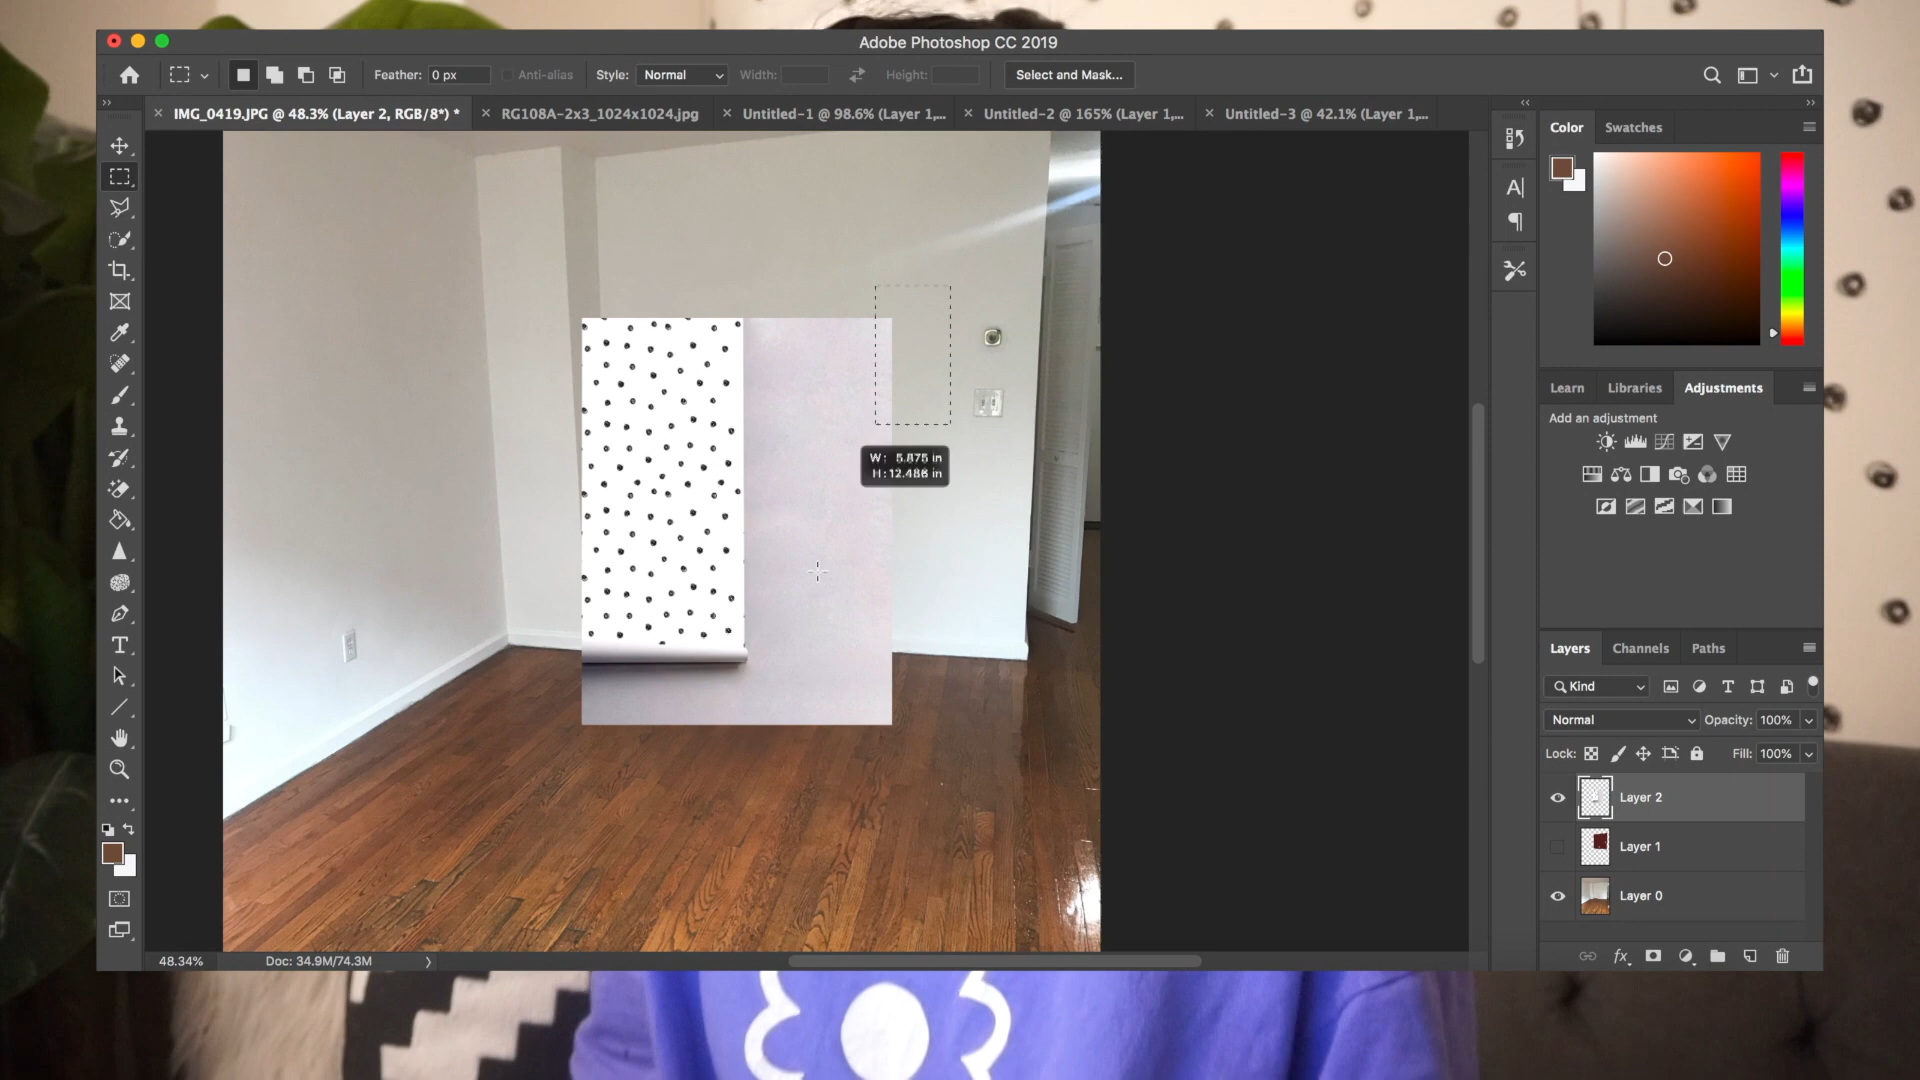 Adobe Photoshop CC 2019
Feather: 0 px Anti-alias Style: Normal Width: Height: Select and Mask...
IMG_0419.JPG @ 48.3% (Layer 2, RGB/8*) * RG108A-2x3_1024x1024.jpg Untitled-1 @ 98.6% (Layer 1,... Untitled-2 @ 165% (Layer 1,... Untitled-3 @ 42.1% (Layer 1,...
Color Swatches
W: 5.875 in
H: 12.486 in
Learn Libraries Adjustments
Add an adjustment
Layers Channels Paths
Kind
Normal Opacity: 100%
Lock: Fill: 100%
Layer 2
Layer 1
Layer 0
fx
48.34% Doc: 34.9M/74.3M